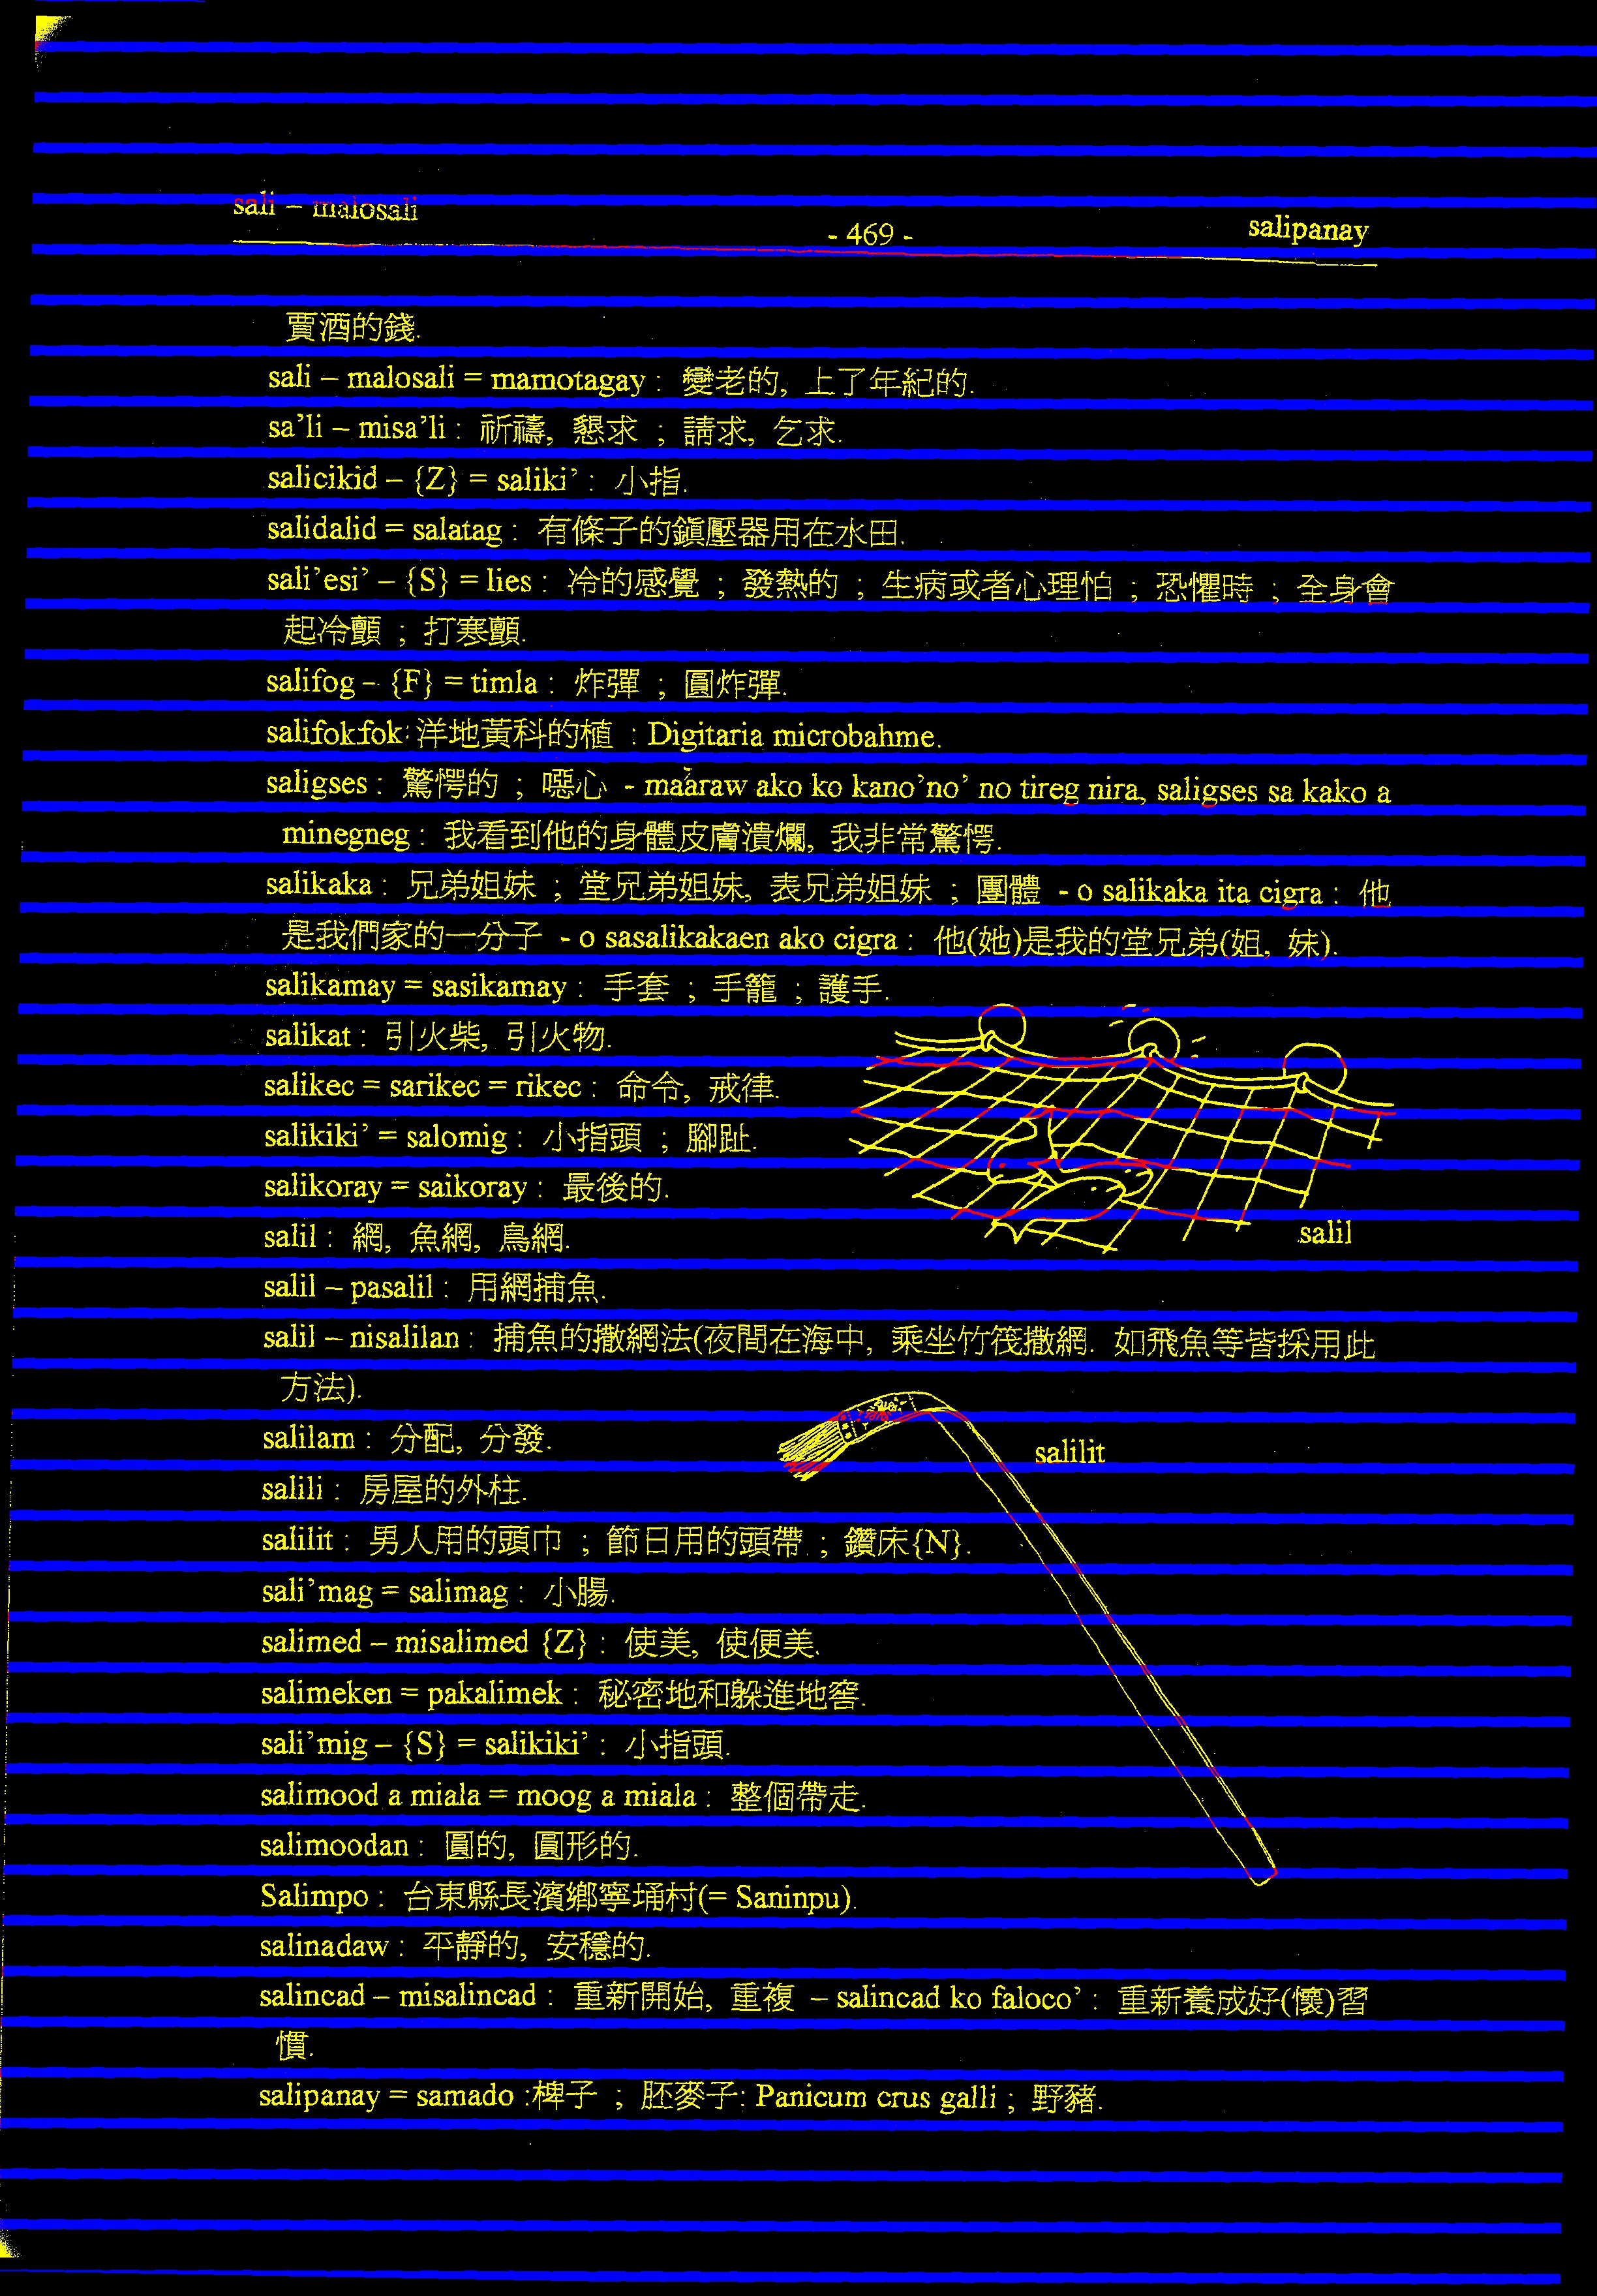 sali – malosali
- 469 -
salipanay
賣酒的錢.
sali – malosali = mamotagay : 變老的, 上了年紀的.
sa’li – misa’li : 祈禱, 懇求 ; 請求, 乞求.
salicikid – {Z} = saliki’ : 小指.
salidalid = salatag : 有條子的鎮壓器用在水田.
sali’esi’ – {S} = lies : 冷的感覺 ; 發熱的 ; 生病或者心理怕 ; 恐懼時 ; 全身會
起冷顫 ; 打寒顫.
salifog – {F} = timla : 炸彈 ; 圓炸彈.
salifokfok: 洋地黃科的植 : Digitaria microbahme.
saligses : 驚愕的 ; 噁心 - maàraw ako ko kano’no’ no tireg nira, saligses sa kako a
minegneg : 我看到他的身體皮膚潰爛, 我非常驚愕.
salikaka : 兄弟姐妹 ; 堂兄弟姐妹, 表兄弟姐妹 ; 團體 - o salikaka ita cigra : 他
是我們家的一分子 - o sasalikakaen ako cigra : 他(她)是我的堂兄弟(姐, 妹).
salikamay = sasikamay : 手套 ; 手籠 ; 護手.
salikat : 引火柴, 引火物.
salikec = sarikec = rikec : 命令, 戒律.
salikiki’ = salomig : 小指頭 ; 腳趾.
salikoray = saikoray : 最後的.
salil : 網, 魚網, 鳥網.
salil
salil – pasalil : 用網捕魚.
salil – nisalilan : 捕魚的撒網法(夜間在海中, 乘坐竹筏撒網. 如飛魚等皆採用此
方法).
salilam : 分配, 分發.
salilit
salili : 房屋的外柱.
salilit : 男人用的頭巾 ; 節日用的頭帶 ; 鑽床{N}.
sali’mag = salimag : 小腸.
salimed – misalimed {Z} : 使美, 使便美.
salimeken = pakalimek : 秘密地和躲進地窖.
sali’mig – {S} = salikiki’ : 小指頭.
salimood a miala = moog a miala : 整個帶走.
salimoodan : 圓的, 圓形的.
Salimpo : 台東縣長濱鄉寧埔村(= Saninpu).
salinadaw : 平靜的, 安穩的.
salincad – misalincad : 重新開始, 重複 – salincad ko faloco’ : 重新養成好(懷)習
慣.
salipanay = samado :稗子 ; 胚麥子: Panicum crus galli ; 野豬.